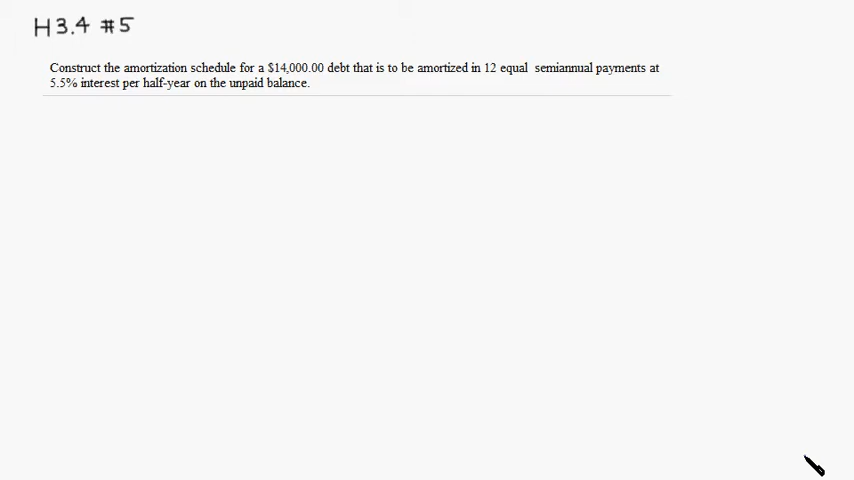 H 3.4 #5
Construct the amortization schedule for a $14,000.00 debt that is to be amortized in 12 equal semiannual payments at
5.5% interest per half-year on the unpaid balance.